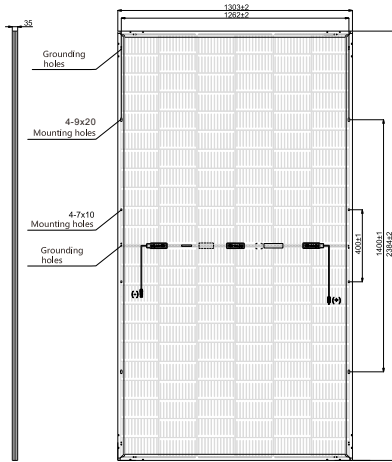 1303±2
35
1262±2
Grounding
holes
4-9x20
Mounting holes
4-7x10
Mounting holes
Grounding
holes
400±1
1400±1
2384±2
(-)
(+)